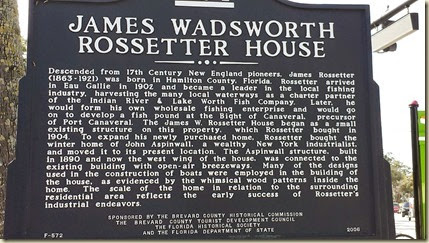 JAMES WADSWORTH
ROSSETTER HOUSE
Descended from 17th Century New England pioneers, James Rossetter
(1863-1921) was born in Hamilton County, Florida. Rossetter arrived
in Eau Gallie in 1902 and became a leader in the local fishing
industry, harvesting the many local waterways as a charter partner
of the Indian River & Lake Worth Fish Company. Later, he
would form his own wholesale fishing enterprise and would go
on to develop a fish pound at the Bight of Canaveral, precursor
of Port Canaveral. The James W. Rossetter House began as a small
existing structure on this property, which Rossetter bought in
1904. To expand his newly purchased home, Rossetter bought the
winter home of John Aspinwall, a wealthy New York industrialist,
and moved it to its present location. The Aspinwall structure, built
in 1890 and now the west wing of the house, was connected to the
existing building with open-air breezeways. Many of the designs
used in the construction of boats were employed in the building of
the house, as evidenced by the whimsical wood patterns inside the
home. The scale of the home in relation to the surrounding
residential area reflects the early success of Rossetter's
industrial endeavors.
SPONSORED BY THE BREVARD COUNTY HISTORICAL COMMISSION
THE BREVARD COUNTY TOURIST DEVELOPMENT COUNCIL
THE FLORIDA HISTORICAL SOCIETY
AND THE FLORIDA DEPARTMENT OF STATE
F-572 2006